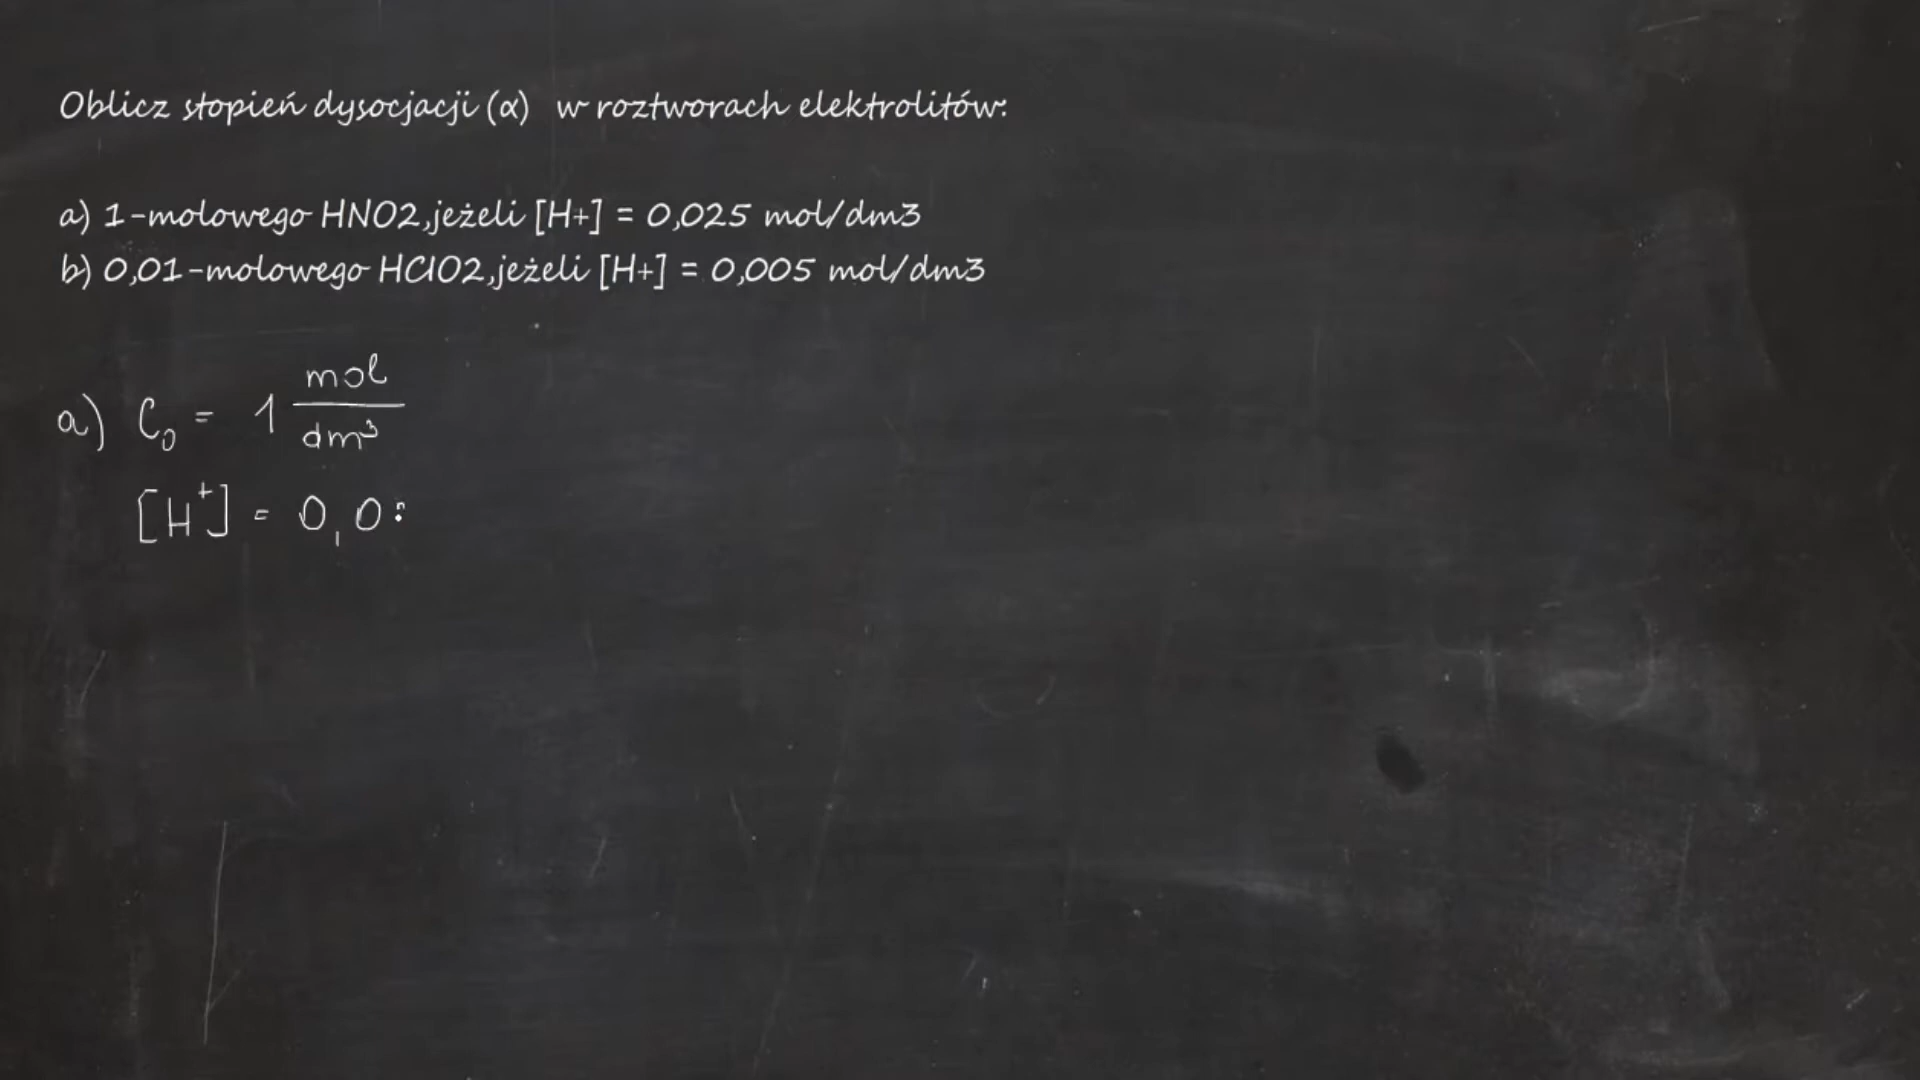 Oblicz stopień dysocjacji (α) w roztworach elektrolitów:
a) 1-molowego HNO2,jeżeli [H+] = 0,025 mol/dm3
b) 0,01-molowego HClO2,jeżeli [H+] = 0,005 mol/dm3
a) C₀ = 1 mol/dm³
[H⁺] = 0,0